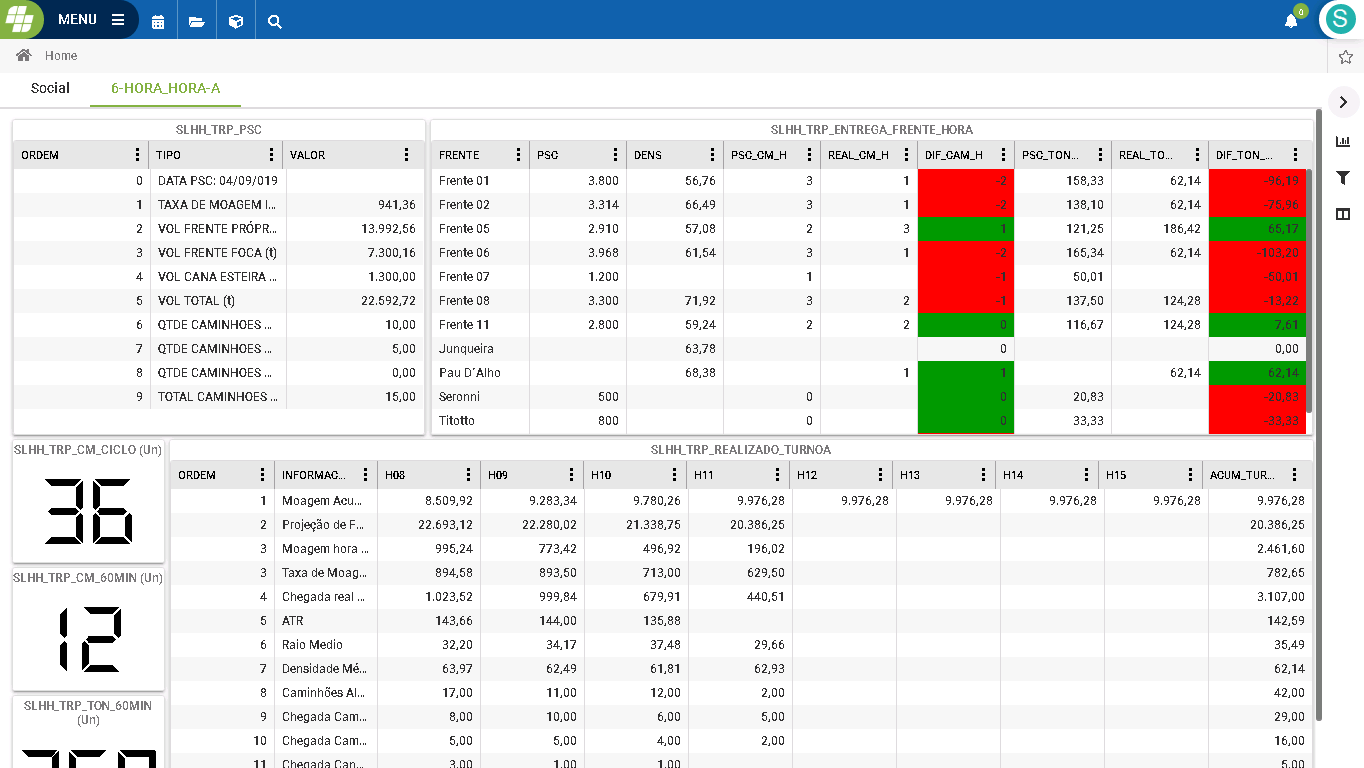 MENU
0
S
Home
Social 6-HORA_HORA-A
SLHH_TRP_PSC
ORDEM TIPO VALOR
0 DATA PSC: 04/09/019
1 TAXA DE MOAGEM I... 941,36
2 VOL FRENTE PRÓPR... 13.992,56
3 VOL FRENTE FOCA (t) 7.300,16
4 VOL CANA ESTEIRA ... 1.300,00
5 VOL TOTAL (t) 22.592,72
6 QTDE CAMINHOES ... 10,00
7 QTDE CAMINHOES ... 5,00
8 QTDE CAMINHOES ... 0,00
9 TOTAL CAMINHOES ... 15,00
SLHH_TRP_ENTREGA_FRENTE_HORA
FRENTE PSC DENS PSC_CM_H REAL_CM_H DIF_CAM_H PSC_TON... REAL_TO... DIF_TON_...
Frente 01 3.800 56,76 3 1 -2 158,33 62,14 -96,19
Frente 02 3.314 66,49 3 1 -2 138,10 62,14 -75,96
Frente 05 2.910 57,08 2 3 1 121,25 186,42 65,17
Frente 06 3.968 61,54 3 1 -2 165,34 62,14 -103,20
Frente 07 1.200 1 -1 50,01 -50,01
Frente 08 3.300 71,92 3 2 -1 137,50 124,28 -13,22
Frente 11 2.800 59,24 2 2 0 116,67 124,28 7,61
Junqueira 63,78 0 0,00
Pau D´Alho 68,38 1 1 62,14 62,14
Seronni 500 0 0 20,83 -20,83
Titotto 800 0 0 33,33 -33,33
SLHH_TRP_CM_CICLO (Un)
36
SLHH_TRP_CM_60MIN (Un)
12
SLHH_TRP_TON_60MIN
(Un)
SLHH_TRP_REALIZADO_TURNOA
ORDEM INFORMAC... H08 H09 H10 H11 H12 H13 H14 H15 ACUM_TUR...
1 Moagem Acu... 8.509,92 9.283,34 9.780,26 9.976,28 9.976,28 9.976,28 9.976,28 9.976,28 9.976,28
2 Projeção de F... 22.693,12 22.280,02 21.338,75 20.386,25 20.386,25
3 Moagem hora ... 995,24 773,42 496,92 196,02 2.461,60
3 Taxa de Moag... 894,58 893,50 713,00 629,50 782,65
4 Chegada real ... 1.023,52 999,84 679,91 440,51 3.107,00
5 ATR 143,66 144,00 135,88 142,59
6 Raio Medio 32,20 34,17 37,48 29,66 35,49
7 Densidade Mé... 63,97 62,49 61,81 62,93 62,14
8 Caminhões Al... 17,00 11,00 12,00 2,00 42,00
9 Chegada Cam... 8,00 10,00 6,00 5,00 29,00
10 Chegada Cam... 5,00 5,00 4,00 2,00 16,00
11 Chegada Can... 3,00 1,00 1,00 5,00